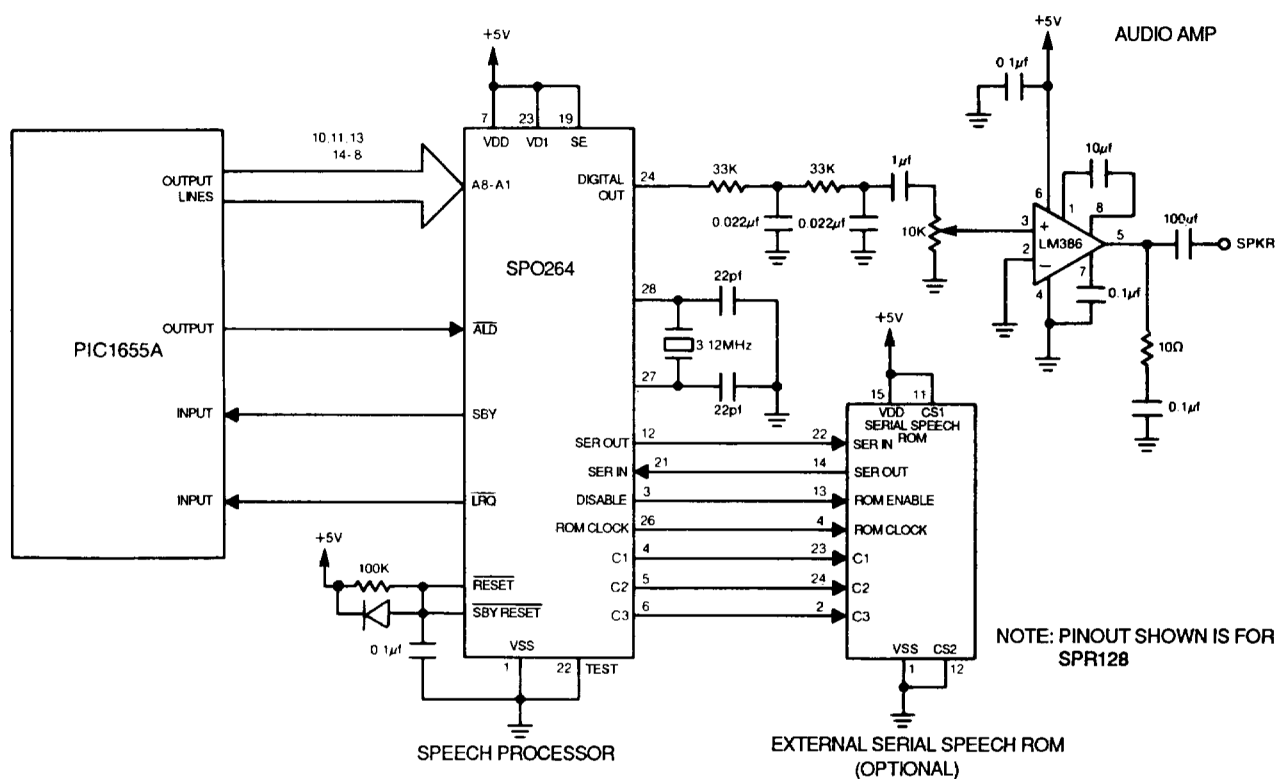 +5V
AUDIO AMP
0.1µf
+5V
7
23
19
VDD
VD1
SE
10,11,13
14-8
OUTPUT
LINES
A8-A1
DIGITAL
OUT
24
33K
33K
1µf
0.022µf
0.022µf
10K
6
1
10µf
8
3
+
LM386
2
−
5
100µf
SPKR
7
4
0.1µf
10Ω
0.1µf
SPO264
28
22pf
3.12MHz
27
22pf
PIC1655A
OUTPUT
ALD
INPUT
SBY
INPUT
LRQ
+5V
15
11
VDD
CS1
SERIAL SPEECH
ROM
SER OUT
12
22
SER IN
SER IN
21
14
SER OUT
DISABLE
3
13
ROM ENABLE
ROM CLOCK
26
4
ROM CLOCK
C1
4
23
C1
C2
5
24
C2
C3
6
2
C3
+5V
100K
RESET
SBY RESET
0.1µf
VSS
1
22
TEST
VSS
CS2
1
12
NOTE: PINOUT SHOWN IS FOR
SPR128
SPEECH PROCESSOR
EXTERNAL SERIAL SPEECH ROM
(OPTIONAL)